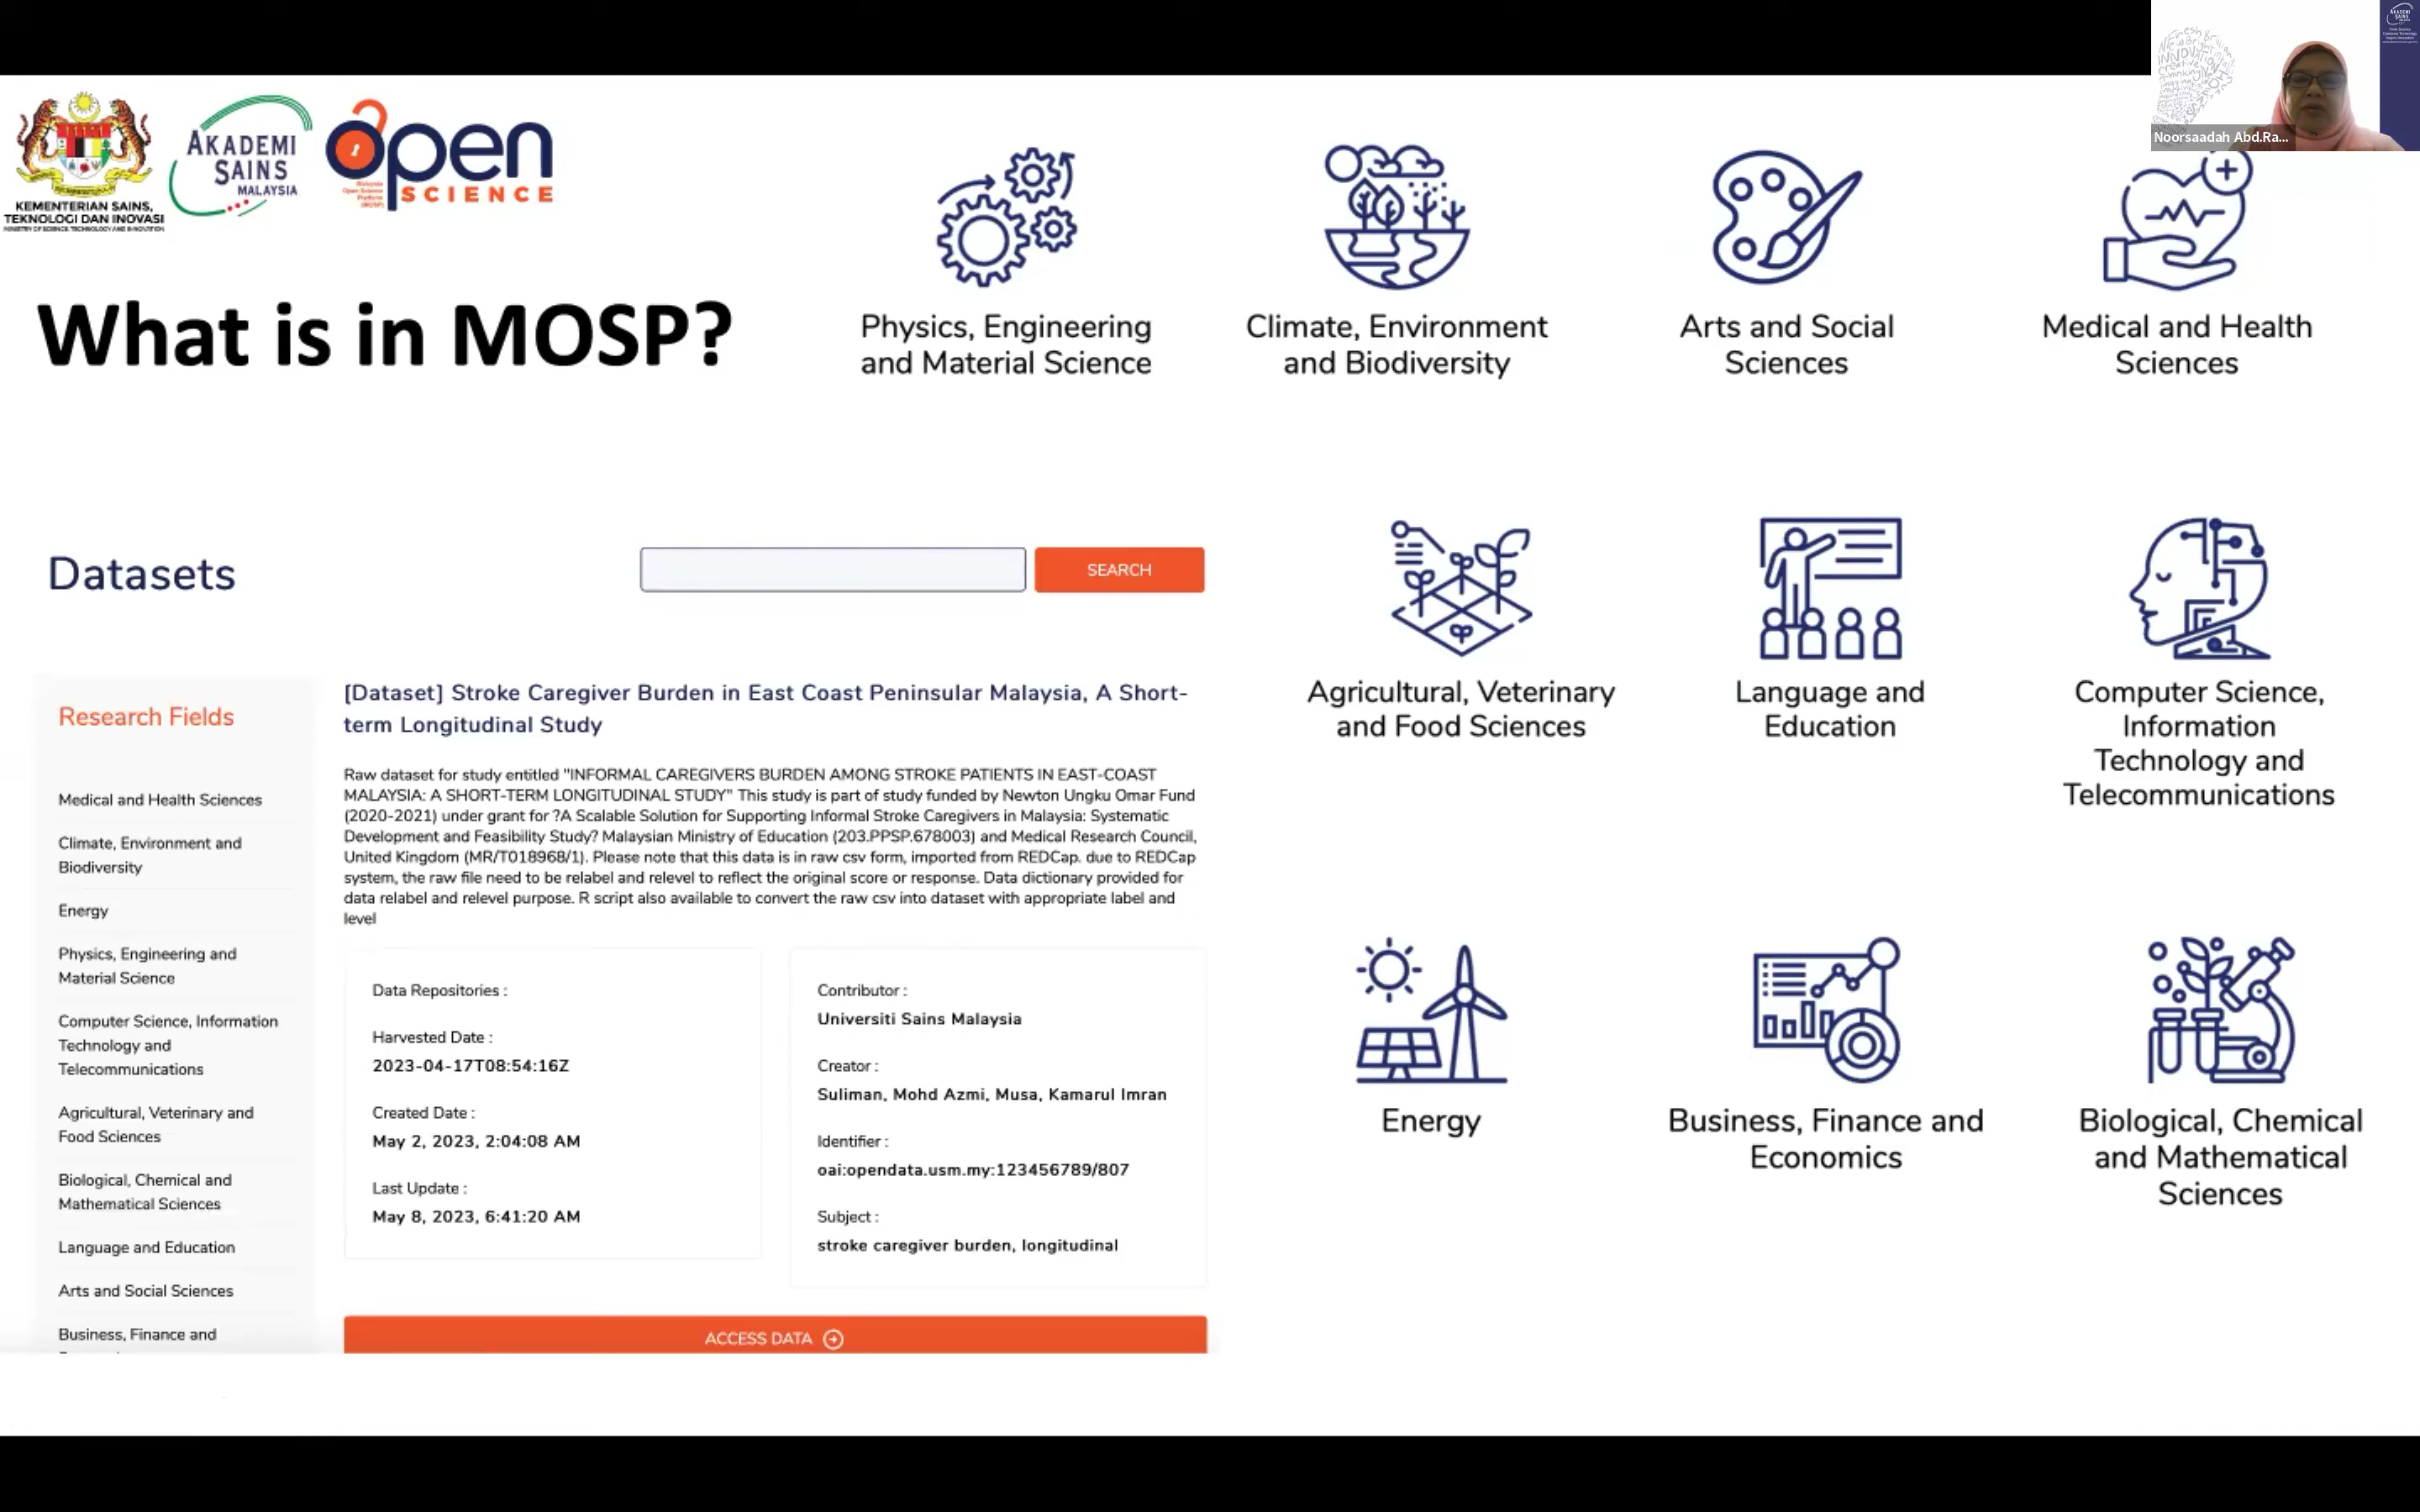 KEMENTERIAN SAINS,
TEKNOLOGI DAN INOVASI
MINISTRY OF SCIENCE, TECHNOLOGY AND INNOVATION
AKADEMI
SAINS
MALAYSIA
Open
SCIENCE
Malaysia
Open Science
Platform
(MOSP)
What is in MOSP?
Physics, Engineering
and Material Science
Climate, Environment
and Biodiversity
Arts and Social
Sciences
Medical and Health
Sciences
Noorsaadah Abd.Ra...
Agricultural, Veterinary
and Food Sciences
Language and
Education
Computer Science,
Information
Technology and
Telecommunications
Energy
Business, Finance and
Economics
Biological, Chemical
and Mathematical
Sciences
Datasets
SEARCH
Research Fields
Medical and Health Sciences
Climate, Environment and
Biodiversity
Energy
Physics, Engineering and
Material Science
Computer Science, Information
Technology and
Telecommunications
Agricultural, Veterinary and
Food Sciences
Biological, Chemical and
Mathematical Sciences
Language and Education
Arts and Social Sciences
Business, Finance and
[Dataset] Stroke Caregiver Burden in East Coast Peninsular Malaysia, A Short-
term Longitudinal Study
Raw dataset for study entitled "INFORMAL CAREGIVERS BURDEN AMONG STROKE PATIENTS IN EAST-COAST
MALAYSIA: A SHORT-TERM LONGITUDINAL STUDY" This study is part of study funded by Newton Ungku Omar Fund
(2020-2021) under grant for ?A Scalable Solution for Supporting Informal Stroke Caregivers in Malaysia: Systematic
Development and Feasibility Study? Malaysian Ministry of Education (203.PPSP.678003) and Medical Research Council,
United Kingdom (MR/T018968/1). Please note that this data is in raw csv form, imported from REDCap. due to REDCap
system, the raw file need to be relabel and relevel to reflect the original score or response. Data dictionary provided for
data relabel and relevel purpose. R script also available to convert the raw csv into dataset with appropriate label and
level
Data Repositories :
Harvested Date :
2023-04-17T08:54:16Z
Created Date :
May 2, 2023, 2:04:08 AM
Last Update :
May 8, 2023, 6:41:20 AM
Contributor :
Universiti Sains Malaysia
Creator :
Suliman, Mohd Azmi, Musa, Kamarul Imran
Identifier :
oai:opendata.usm.my:123456789/807
Subject :
stroke caregiver burden, longitudinal
ACCESS DATA